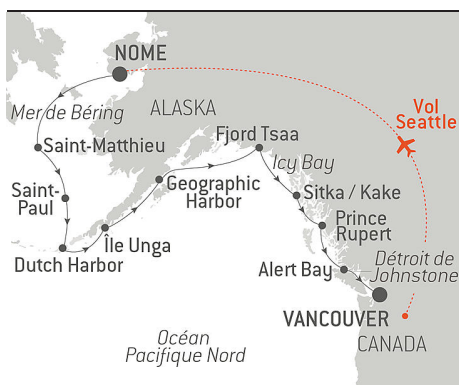 NOME
Mer de Béring
ALASKA
Vol
Seattle
Saint-Matthieu
Fjord Tsaa
Icy Bay
Saint-
Paul
Geographic
Harbor
Sitka / Kake
Île Unga
Prince
Rupert
Dutch Harbor
Détroit de
Johnstone
Alert Bay
VANCOUVER
Océan
Pacifique Nord
CANADA